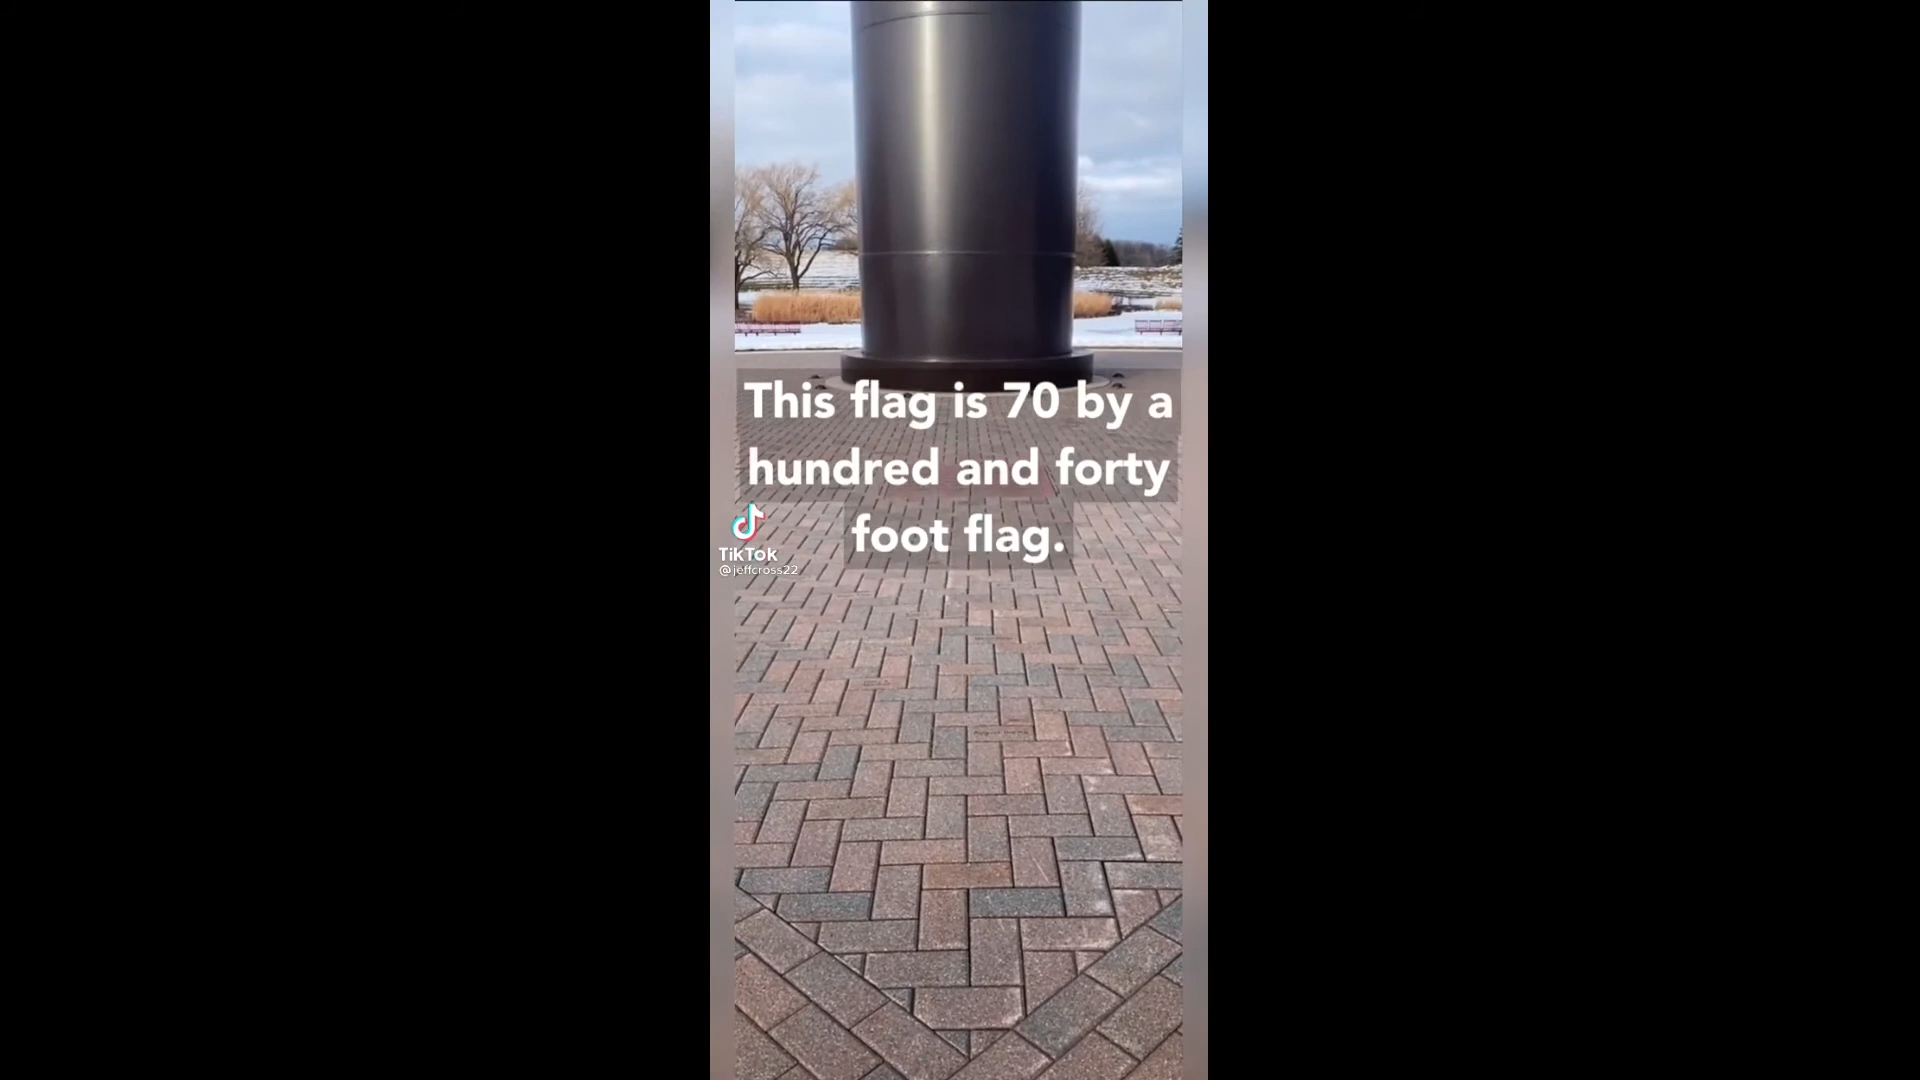 This flag is 70 by a
hundred and forty
foot flag.
TikTok
@jeffcross22